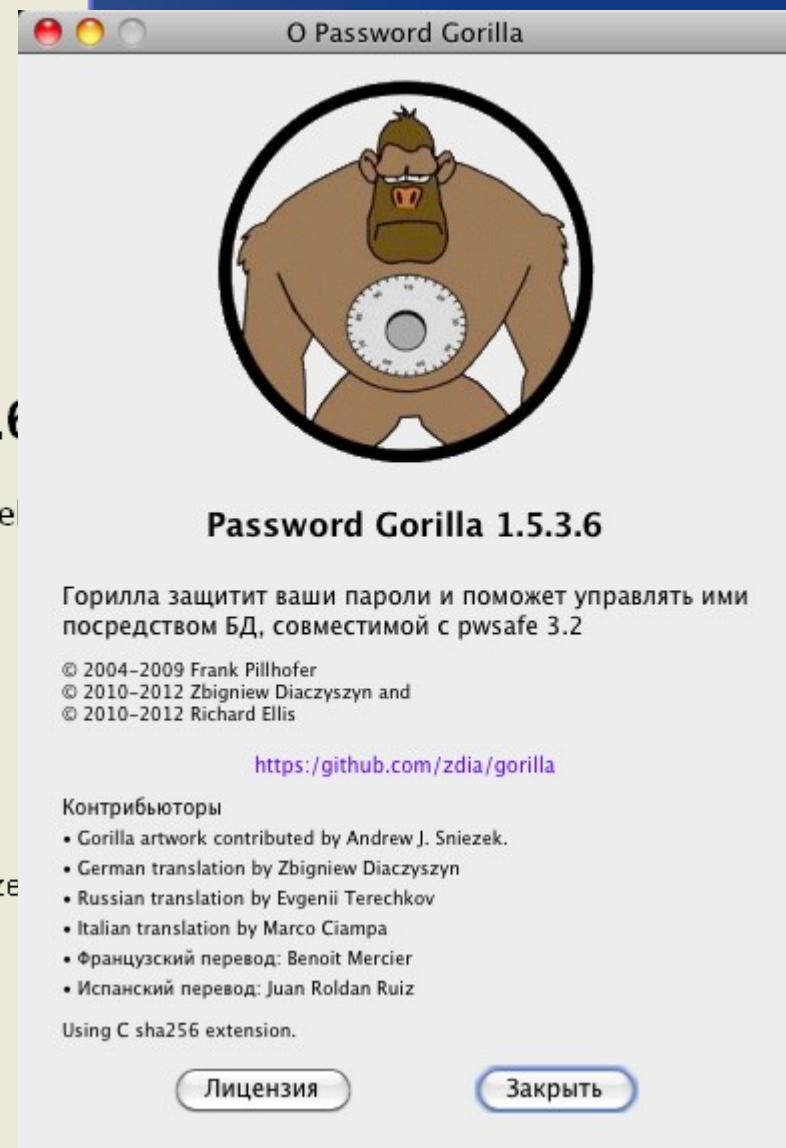 О Password Gorilla
Password Gorilla 1.5.3.6
Горилла защитит ваши пароли и поможет управлять ими
посредством БД, совместимой с pwsafe 3.2
© 2004–2009 Frank Pillhofer
© 2010–2012 Zbigniew Diaczyszyn and
© 2010–2012 Richard Ellis
https:/github.com/zdia/gorilla
Контрибьюторы
• Gorilla artwork contributed by Andrew J. Sniezek.
• German translation by Zbigniew Diaczyszyn
• Russian translation by Evgenii Terechkov
• Italian translation by Marco Ciampa
• Французский перевод: Benoit Mercier
• Испанский перевод: Juan Roldan Ruiz
Using C sha256 extension.
Лицензия
Закрыть